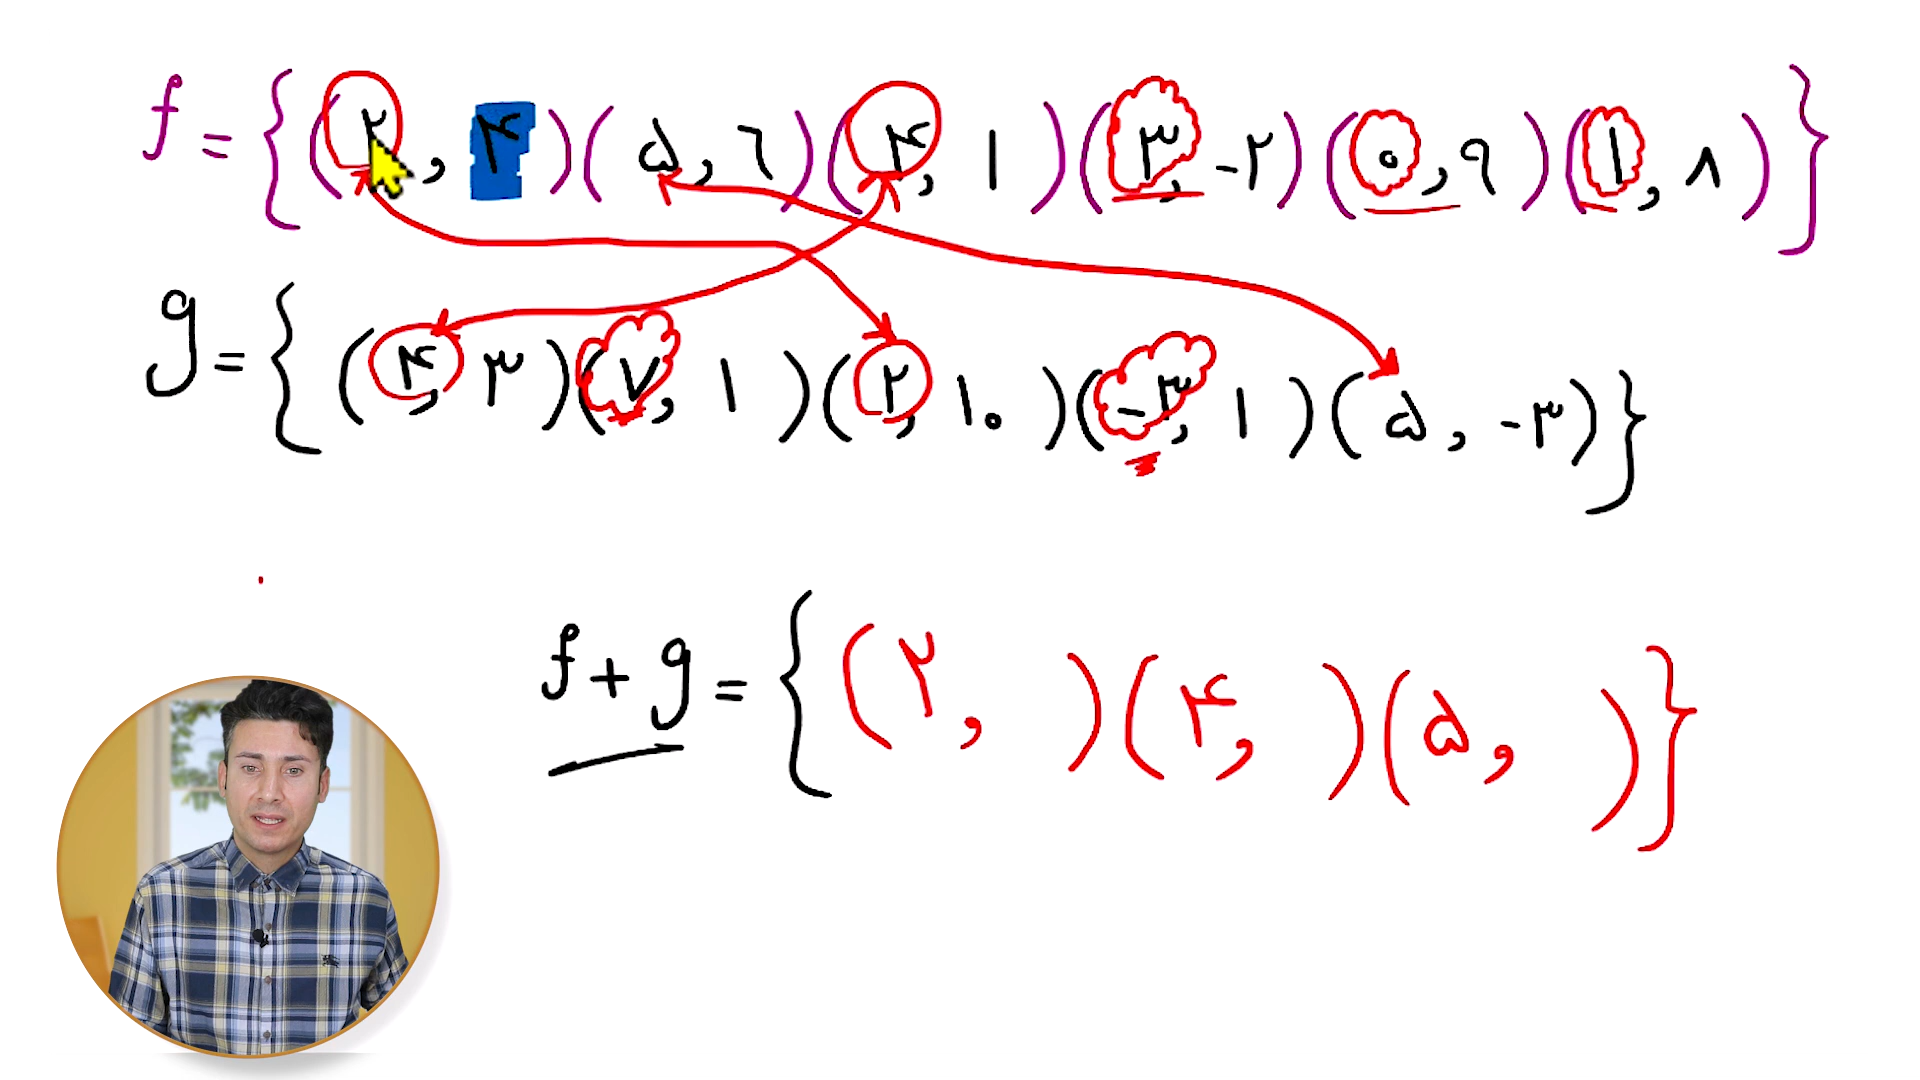 f = { (۲, ۴)(۵, ٦)(۴, ۱)(۳, -۲)(۰, ۹)(۱, ۸) }
g = { (۴, ۳)(۷, ۱)(۲, ۱۰)(-۳, ۱)(۵, -۳) }
f + g = { (۲, )(۴, )(۵, ) }